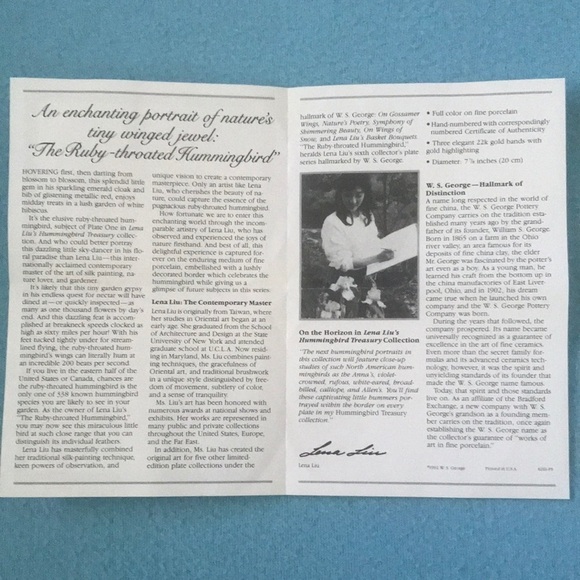 An enchanting portrait of nature's
tiny winged jewel:
"The Ruby-throated Hummingbird"
HOVERING first, then darting from
blossom to blossom, this splendid little
gem in his sparkling emerald cloak and
bib of glistening metallic red, enjoys
midday treats in a lush garden of white
hibiscus.
It's the elusive ruby-throated hum-
mingbird, subject of Plate One in Lena
Liu's Hummingbird Treasury collec-
tion. And who could better portray
this dazzling little sky-dancer in his flo-
ral paradise than Lena Liu—this inter-
nationally acclaimed contemporary
master of the art of silk painting, na-
ture lover, and gardener.
It's likely that this tiny garden gypsy
in his endless quest for nectar will have
dined at—or quickly inspected—as
many as one thousand flowers by day's
end. And this dazzling feat is accom-
plished at breakneck speeds clocked as
high as sixty miles per hour! With his
feet tucked tightly under for stream-
lined flying, the ruby-throated hum-
mingbird's wings can literally hum at
an incredible 200 beats per second.
If you live in the eastern half of the
United States or Canada, chances are
the ruby-throated hummingbird is the
only one of 338 known hummingbird
species you are likely to see in your
garden. As the owner of Lena Liu's
"The Ruby-throated Hummingbird,"
you may now see this miraculous little
bird at such close range that you can
distinguish its individual feathers.
Lena Liu has masterfully combined
her traditional silk-painting technique,
keen powers of observation, and
unique vision to create a contemporary
masterpiece. Only an artist like Lena
Liu, who cherishes the beauty of na-
ture, could capture the essence of the
pugnacious ruby-throated hummingbird.
How fortunate we are to enter this
enchanting world through the incom-
parable artistry of Lena Liu, who has
observed and experienced the joys of
nature firsthand. And best of all, this
delightful experience is captured for-
ever on the enduring medium of fine
porcelain, embellished with a lushly
decorated border which celebrates the
hummingbird while giving us a
glimpse of future subjects in this series.
Lena Liu: The Contemporary Master
Lena Liu is originally from Taiwan, where
her studies in Oriental art began at an
early age. She graduated from the School
of Architecture and Design at the State
University of New York and attended
graduate school at U.C.L.A. Now resid-
ing in Maryland, Ms. Liu combines paint-
ing techniques, the gracefulness of
Oriental art, and traditional brushwork
in a unique style distinguished by free-
dom of movement, subtlety of color,
and a sense of tranquility.
Ms. Liu's art has been honored with
numerous awards at national shows and
exhibits. Her works are represented in
many public and private collections
throughout the United States, Europe,
and the Far East.
In addition, Ms. Liu has created the
original art for five other limited-
edition plate collections under the
hallmark of W. S. George: On Gossamer
Wings, Nature's Poetry, Symphony of
Shimmering Beauty, On Wings of
Snow, and Lena Liu's Basket Bouquets.
"The Ruby-throated Hummingbird,"
heralds Lena Liu's sixth collector's plate
series hallmarked by W. S. George.
On the Horizon in Lena Liu's
Hummingbird Treasury Collection
"The next hummingbird portraits in
this collection will feature close-up
studies of such North American hum-
mingbirds as the Anna's, violet-
crowned, rufous, white-eared, broad-
billed, calliope, and Allen's. You'll find
these captivating little hummers por-
trayed within the border on every
plate in my Hummingbird Treasury
collection."
Lena Liu
Lena Liu
• Full color on fine porcelain
• Hand-numbered with correspondingly
numbered Certificate of Authenticity
• Three elegant 22k gold bands with
gold highlighting
• Diameter: 7⅞ inches (20 cm)
W. S. George—Hallmark of
Distinction
A name long respected in the world of
fine china, the W. S. George Pottery
Company carries on the tradition estab-
lished many years ago by the grand-
father of its founder, William S. George.
Born in 1865 on a farm in the Ohio
river valley, an area famous for its
deposits of fine china clay, the elder
Mr. George was fascinated by the potter's
art even as a boy. As a young man, he
learned his craft from the bottom up in
the china manufactories of East Liver-
pool, Ohio, and in 1902, his dream
came true when he launched his own
company and the W. S. George Pottery
Company was born.
During the years that followed, the
company prospered. Its name became
universally recognized as a guarantee of
excellence in the art of fine ceramics.
Even more than the secret family for-
mulas and its advanced ceramics tech-
nology, however, it was the spirit and
unyielding standards of its founder that
made the W. S. George name famous.
Today, that spirit and those standards
live on. As an affiliate of the Bradford
Exchange, a new company with W. S.
George's grandson as a founding mem-
ber carries on the tradition, once again
establishing the W. S. George name as
the collector's guarantee of "works of
art in fine porcelain."
W. S. George
Printed in U.S.A.